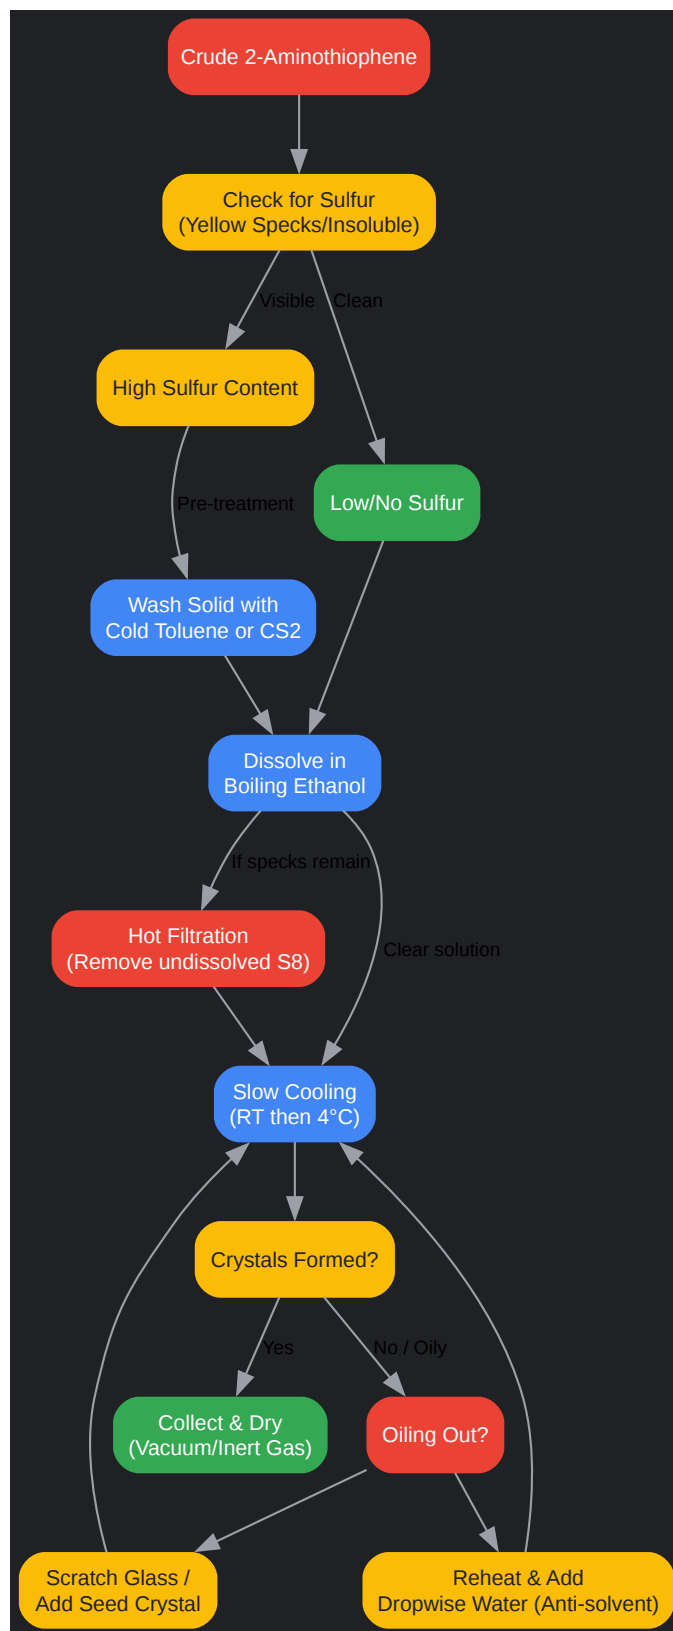 Crude 2-Aminothiophene
Check for Sulfur
(Yellow Specks/Insoluble)
Visible
Clean
High Sulfur Content
Pre-treatment
Low/No Sulfur
Wash Solid with
Cold Toluene or CS2
Dissolve in
Boiling Ethanol
If specks remain
Hot Filtration
(Remove undissolved S8)
Clear solution
Slow Cooling
(RT then 4°C)
Crystals Formed?
Yes
No / Oily
Collect & Dry
(Vacuum/Inert Gas)
Oiling Out?
Scratch Glass /
Add Seed Crystal
Reheat & Add
Dropwise Water (Anti-solvent)